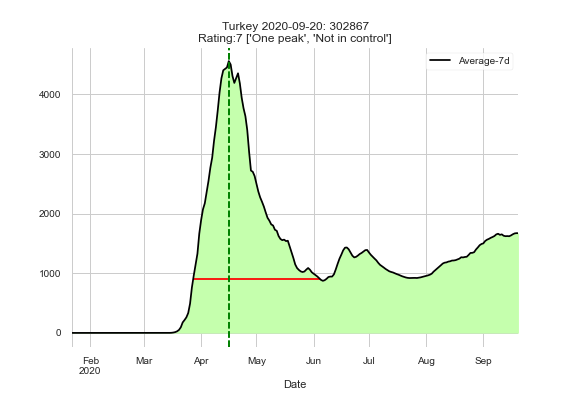 Turkey 2020-09-20: 302867
Rating:7 ['One peak', 'Not in control']
Average-7d
4000
3000
2000
1000
0
Feb Mar Apr May Jun Jul Aug Sep
2020
Date